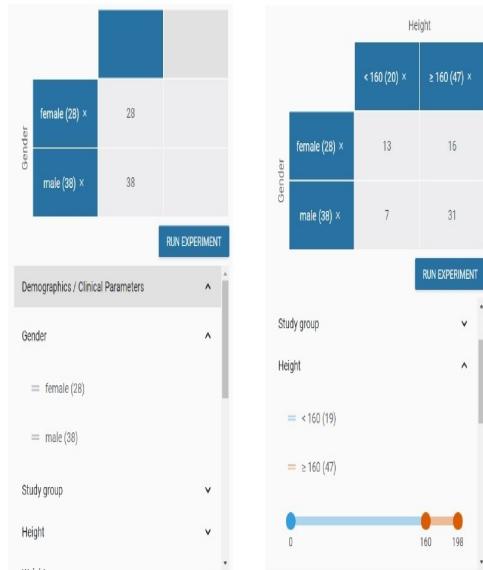 Gender
female (28) ×
28
male (38) ×
38
RUN EXPERIMENT
Demographics / Clinical Parameters
Gender
female (28)
male (38)
Study group
Height
Height
< 160 (20) ×
≥ 160 (47) ×
Gender
female (28) ×
13
16
male (38) ×
7
31
RUN EXPERIMENT
Study group
Height
< 160 (19)
≥ 160 (47)
0
160
198